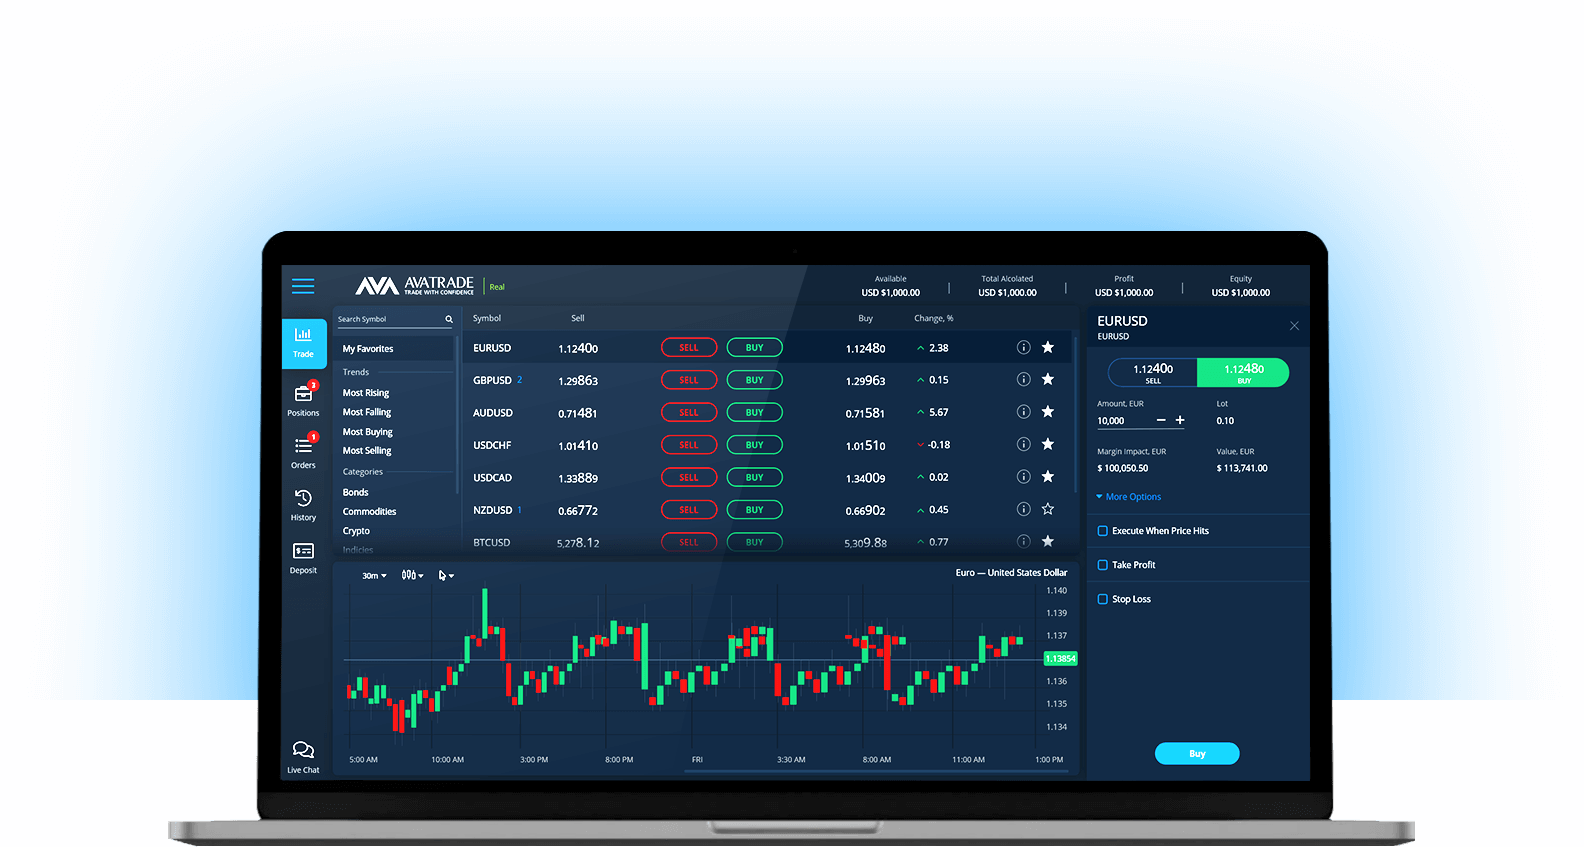 AVA AVATRADE
TRADE WITH CONFIDENCE
Real
Available
USD $1,000.00
Total Alcolated
USD $1,000.00
Profit
USD $1,000.00
Equity
USD $1,000.00
Trade
3
Positions
1
Orders
History
Deposit
Live Chat
Search Symbol
My Favorites
Trends
Most Rising
Most Falling
Most Buying
Most Selling
Categories
Bonds
Commodities
Crypto
Indicies
Symbol Sell Buy Change, %
EURUSD 1.12400 SELL BUY 1.12480 2.38
GBPUSD 2 1.29863 SELL BUY 1.29963 0.15
AUDUSD 0.71481 SELL BUY 0.71581 5.67
USDCHF 1.01410 SELL BUY 1.01510 -0.18
USDCAD 1.33889 SELL BUY 1.34009 0.02
NZDUSD 1 0.66772 SELL BUY 0.66902 0.45
BTCUSD 5,278.12 SELL BUY 5,309.88 0.77
30m
Euro — United States Dollar
1.140
1.139
1.137
1.13854
1.136
1.135
1.134
5:00 AM 10:00 AM 3:00 PM 8:00 PM FRI 3:30 AM 8:00 AM 11:00 AM 1:00 PM
EURUSD
EURUSD
1.12400
SELL
1.12480
BUY
Amount, EUR Lot
10,000 − + 0.10
Margin Impact, EUR Value, EUR
$ 100,050.50 $ 113,741.00
More Options
Execute When Price Hits
Take Profit
Stop Loss
Buy